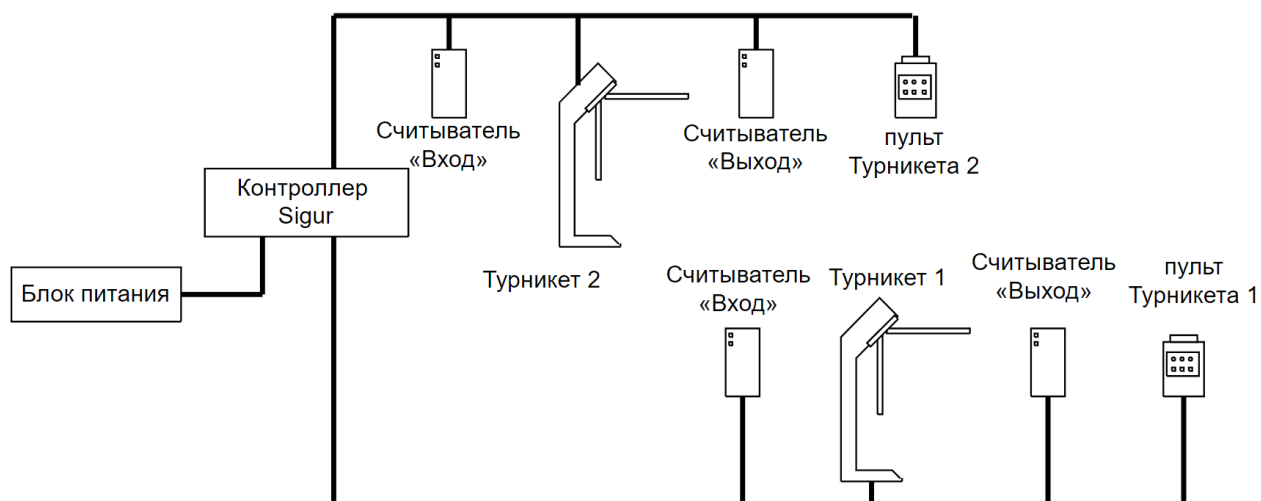 Считыватель
«Вход»
Считыватель
«Выход»
пульт
Турникета 2
Контроллер
Sigur
Блок питания
Турникет 2
Считыватель
«Вход»
Турникет 1
Считыватель
«Выход»
пульт
Турникета 1